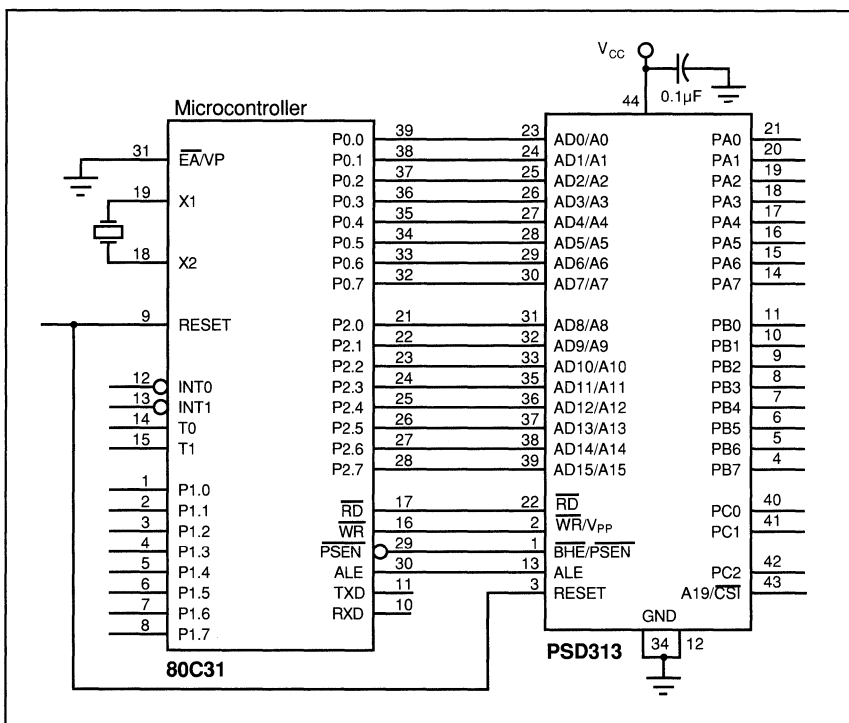 V_CC
0.1µF
44
Microcontroller
31 EA/VP
19 X1
18 X2
9 RESET
12 INT0
13 INT1
14 T0
15 T1
1 P1.0
2 P1.1
3 P1.2
4 P1.3
5 P1.4
6 P1.5
7 P1.6
8 P1.7
P0.0 39
P0.1 38
P0.2 37
P0.3 36
P0.4 35
P0.5 34
P0.6 33
P0.7 32
P2.0 21
P2.1 22
P2.2 23
P2.3 24
P2.4 25
P2.5 26
P2.6 27
P2.7 28
RD 17
WR 16
PSEN 29
ALE 30
TXD 11
RXD 10
80C31
23 AD0/A0
24 AD1/A1
25 AD2/A2
26 AD3/A3
27 AD4/A4
28 AD5/A5
29 AD6/A6
30 AD7/A7
31 AD8/A8
32 AD9/A9
33 AD10/A10
35 AD11/A11
36 AD12/A12
37 AD13/A13
38 AD14/A14
39 AD15/A15
22 RD
2 WR/V_PP
1 BHE/PSEN
13 ALE
3 RESET
PA0 21
PA1 20
PA2 19
PA3 18
PA4 17
PA5 16
PA6 15
PA7 14
PB0 11
PB1 10
PB2 9
PB3 8
PB4 7
PB5 6
PB6 5
PB7 4
PC0 40
PC1 41
PC2 42
A19/CSI 43
GND
34 12
PSD313